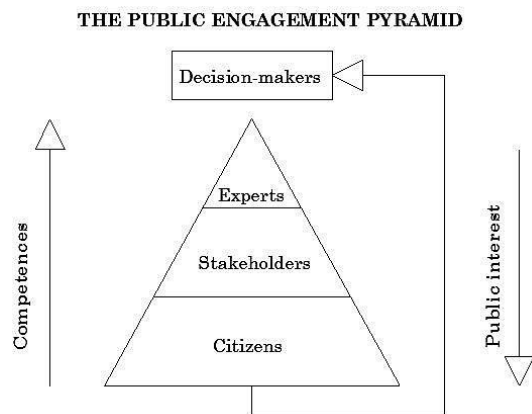 THE PUBLIC ENGAGEMENT PYRAMID
Decision-makers
Experts
Stakeholders
Citizens
Competences
Public interest